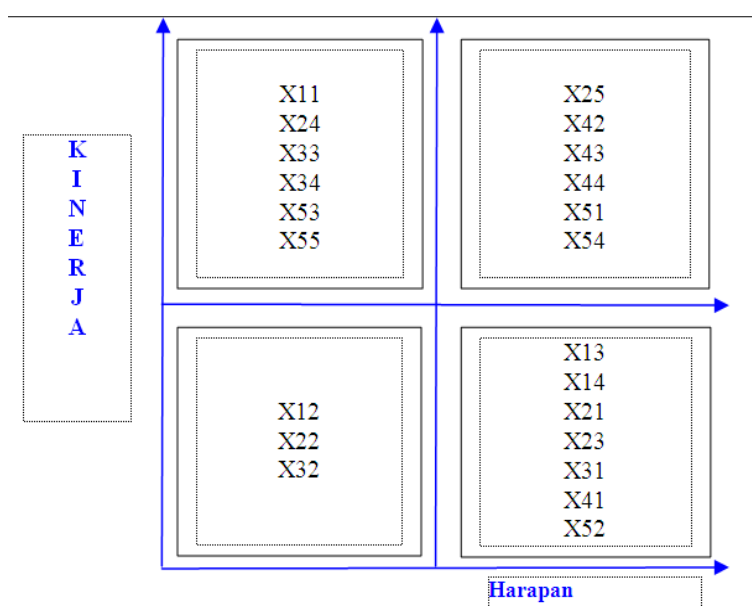 K
I
N
E
R
J
A
X11
X24
X33
X34
X53
X55
X25
X42
X43
X44
X51
X54
X12
X22
X32
X13
X14
X21
X23
X31
X41
X52
Harapan